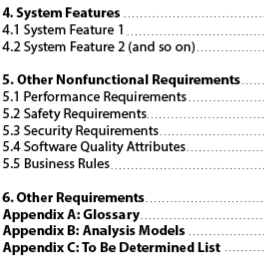 4. System Features
4.1 System Feature 1
4.2 System Feature 2 (and so on)
5. Other Nonfunctional Requirements
5.1 Performance Requirements
5.2 Safety Requirements
5.3 Security Requirements
5.4 Software Quality Attributes
5.5 Business Rules
6. Other Requirements
Appendix A: Glossary
Appendix B: Analysis Models
Appendix C: To Be Determined List